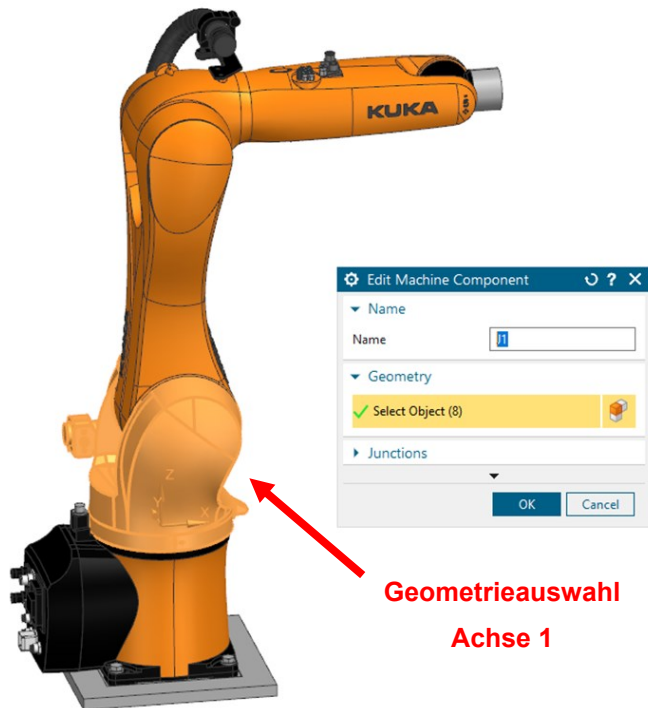 KUKA
Edit Machine Component
Name
Name
J1
Geometry
Select Object (8)
Junctions
OK
Cancel
Z
Y
X
Geometrieauswahl
Achse 1